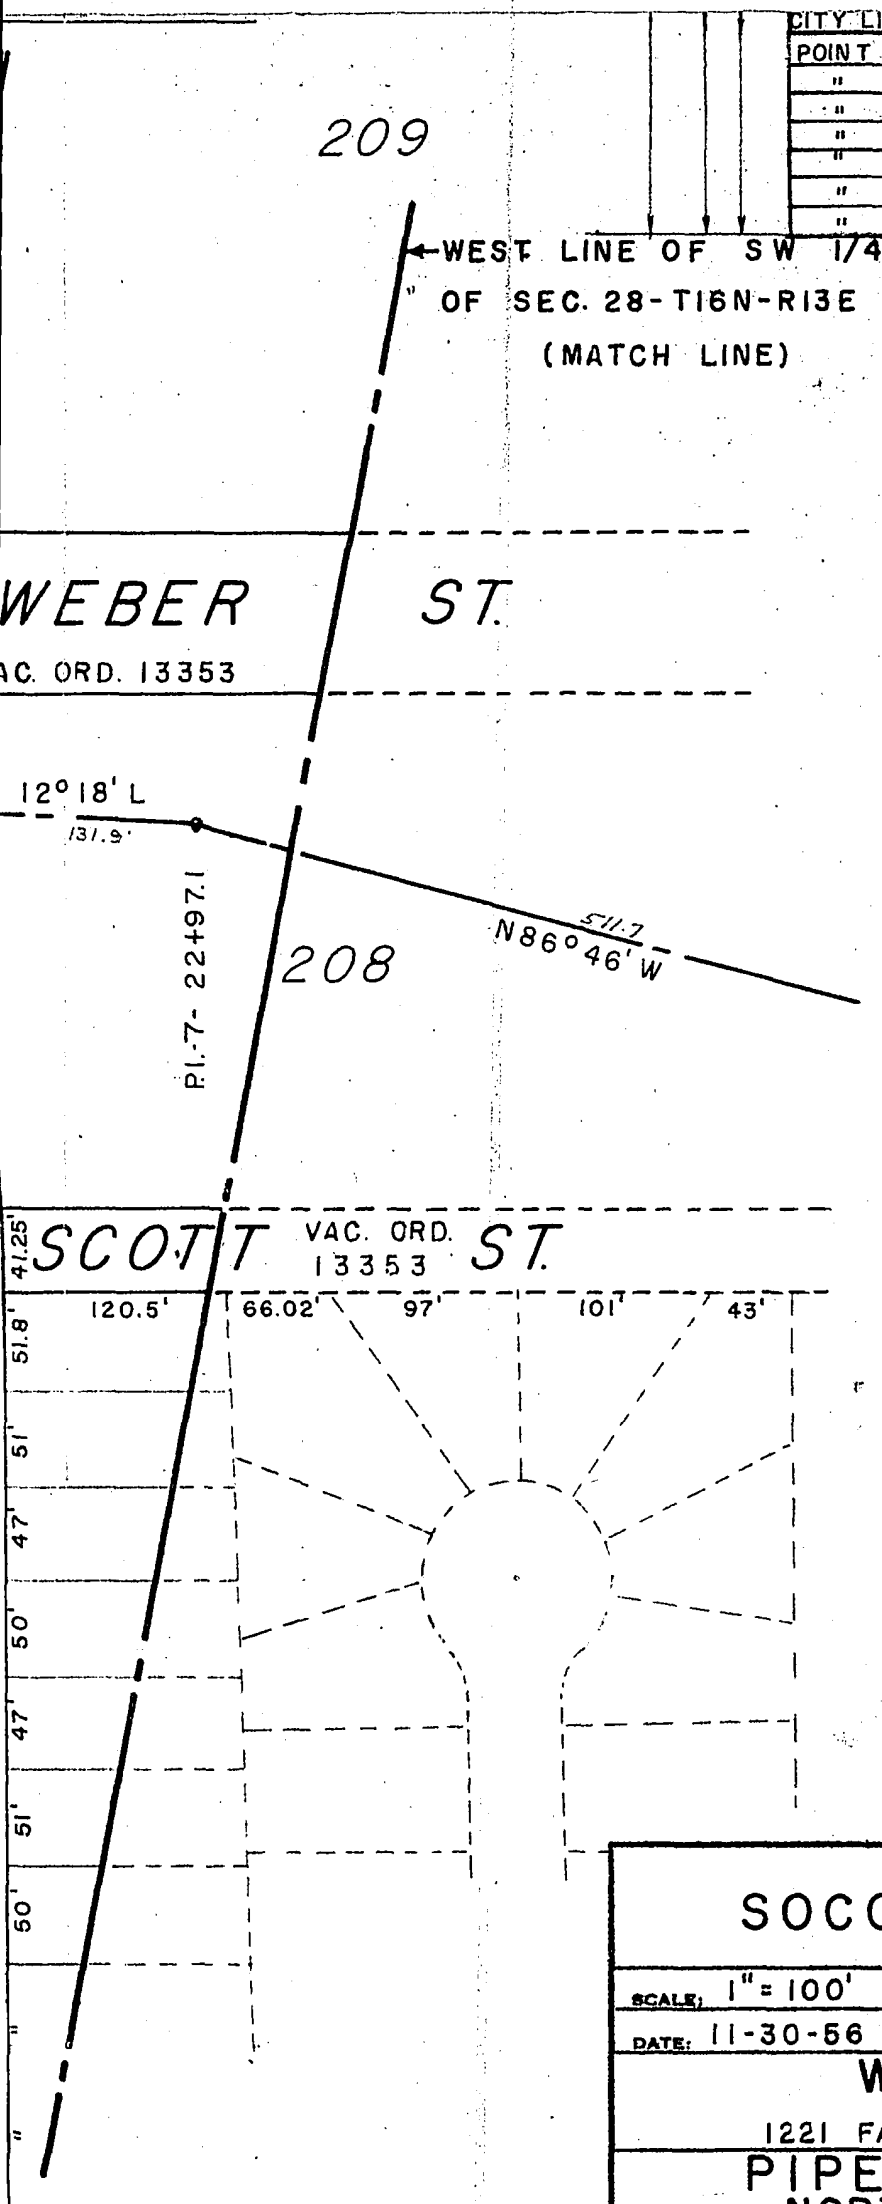 CITY LI
POINT
"
"
"
"
"
"
209
WEST LINE OF SW 1/4
" OF SEC. 28-T16N-R13E
(MATCH LINE)
WEBER ST.
AC. ORD. 13353
12° 18' L
131.9'
511.7
N86° 46' W
P.I.-7- 22+97.1
208
41.25'
SCOTT ST.
VAC. ORD.
13353
120.5' 66.02' 97' 101' 43'
51.8'
51'
47'
50'
47'
51'
50'
"
"
SOCO
SCALE; 1" = 100'
DATE: 11-30-56
W
1221 FA
PIPE
NOR